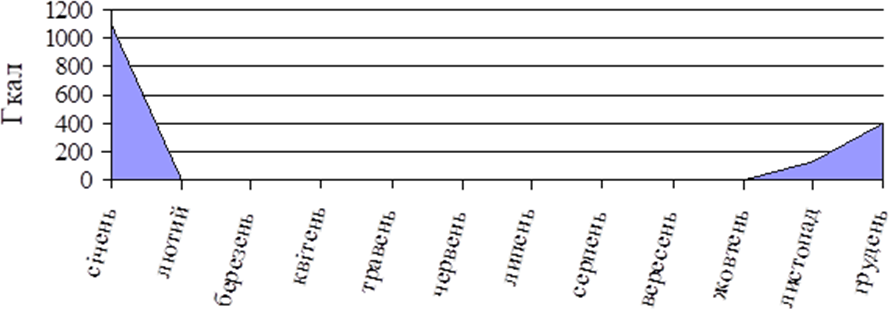 1200
1000
800
600
400
200
0
Гкал
січень
лютий
березень
квітень
травень
червень
липень
серпень
вересень
жовтень
листопад
грудень